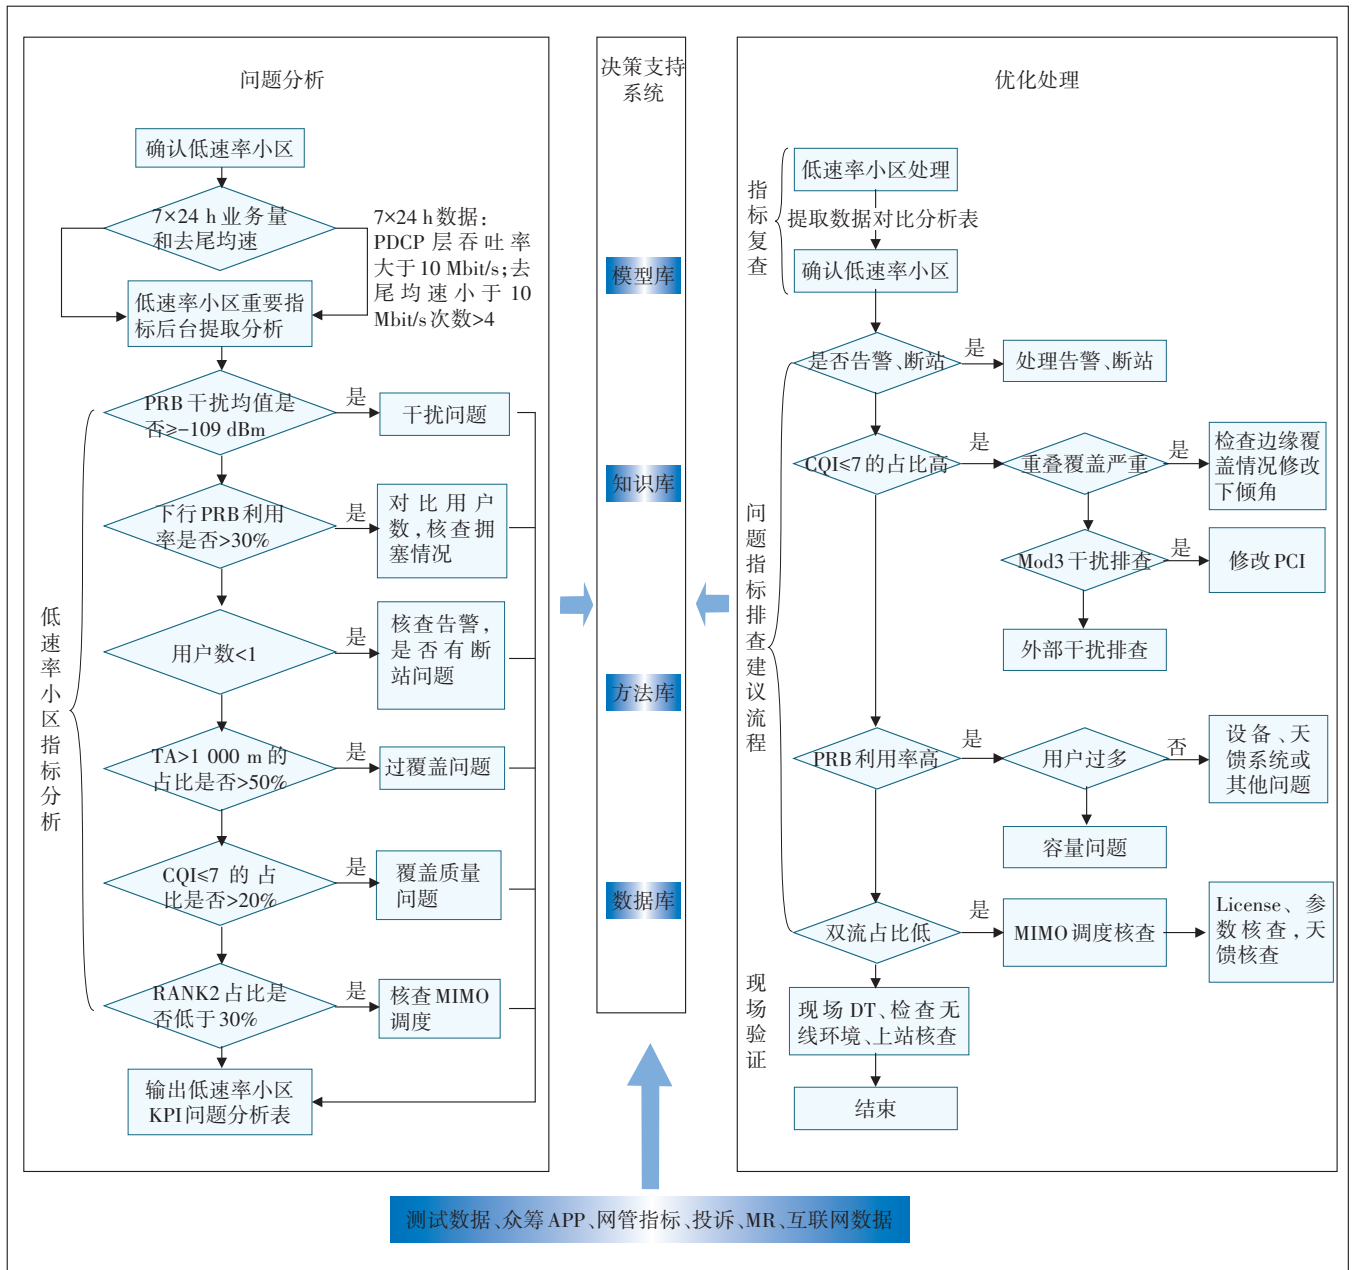 问题分析
确认低速率小区
7×24 h 业务量
和去尾均速
7×24 h 数据：
PDCP 层吞吐率
大于 10 Mbit/s；去
尾均速小于 10
Mbit/s 次数>4
低速率小区重要指
标后台提取分析
低速率小区指标分析
PRB 干扰均值是
否≥-109 dBm
是
干扰问题
下行 PRB 利用
率是否>30%
是
对比用户
数，核查拥
塞情况
用户数<1
是
核查告警，
是否有断
站问题
TA>1 000 m 的
占比是否>50%
是
过覆盖问题
CQI≤7 的占
比是否>20%
是
覆盖质量
问题
RANK2 占比是
否低于 30%
是
核查 MIMO
调度
输出低速率小区
KPI 问题分析表
决策支持
系统
模型库
知识库
方法库
数据库
优化处理
指标复查
低速率小区处理
提取数据对比分析表
确认低速率小区
问题指标排查建议流程
是否告警、断站
是
处理告警、断站
CQI≤7 的占比高
是
重叠覆盖严重
是
检查边缘覆
盖情况修改
下倾角
Mod3 干扰排查
是
修改 PCI
外部干扰排查
PRB 利用率高
是
用户过多
否
设备、天
馈系统或
其他问题
容量问题
双流占比低
是
MIMO 调度核查
License、参
数核查，天
馈核查
现场验证
现场 DT、检查无
线环境、上站核查
结束
测试数据、众筹 APP、网管指标、投诉、MR、互联网数据